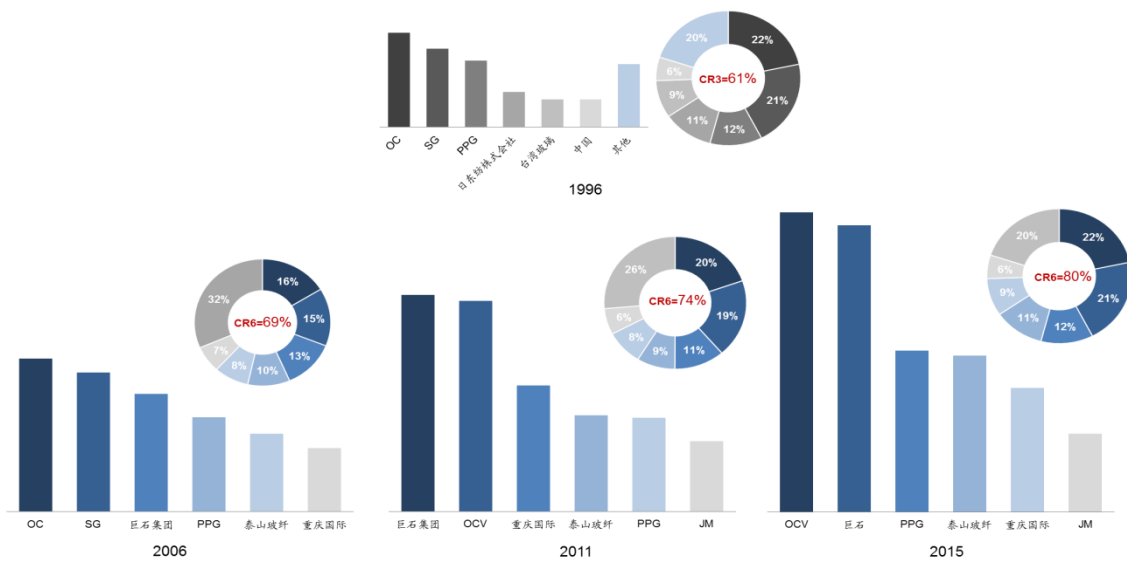 20%
22%
6%
CR3=61%
9%
21%
11%
12%
OC
SG
PPG
日东纺株式会社
台湾玻璃
中国
其他
1996
16%
32%
15%
CR6=69%
7%
13%
8%
10%
OC
SG
巨石集团
PPG
泰山玻纤
重庆国际
2006
26%
20%
CR6=74%
6%
19%
8%
9%
11%
巨石集团
OCV
重庆国际
泰山玻纤
PPG
JM
2011
20%
22%
6%
CR6=80%
9%
21%
11%
12%
OCV
巨石
PPG
泰山玻纤
重庆国际
JM
2015